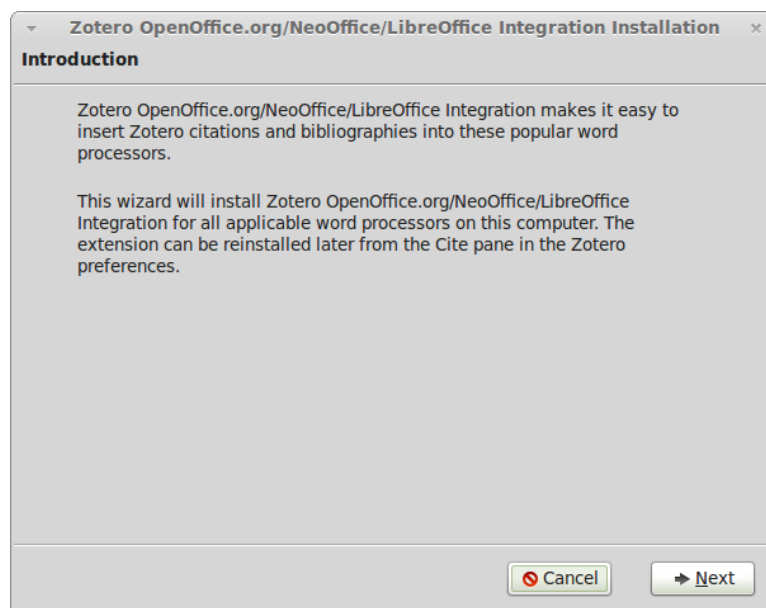 Zotero OpenOffice.org/NeoOffice/LibreOffice Integration Installation
Introduction
Zotero OpenOffice.org/NeoOffice/LibreOffice Integration makes it easy to
insert Zotero citations and bibliographies into these popular word
processors.
This wizard will install Zotero OpenOffice.org/NeoOffice/LibreOffice
Integration for all applicable word processors on this computer. The
extension can be reinstalled later from the Cite pane in the Zotero
preferences.
Cancel
Next